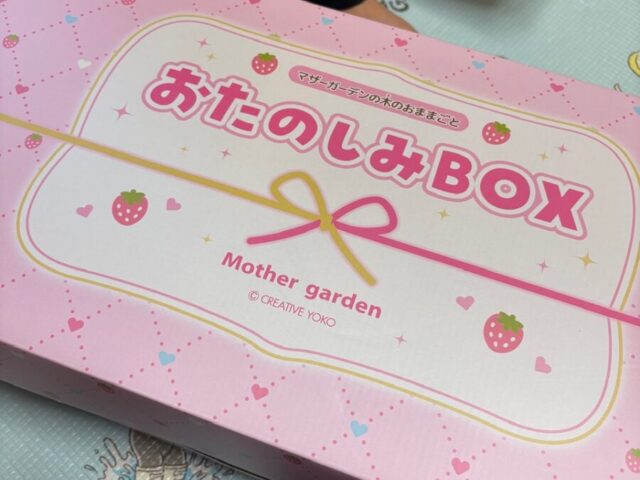 マザーガーデンの木のおままごと
おたのしみBOX
Mother garden
© CREATIVE YOKO